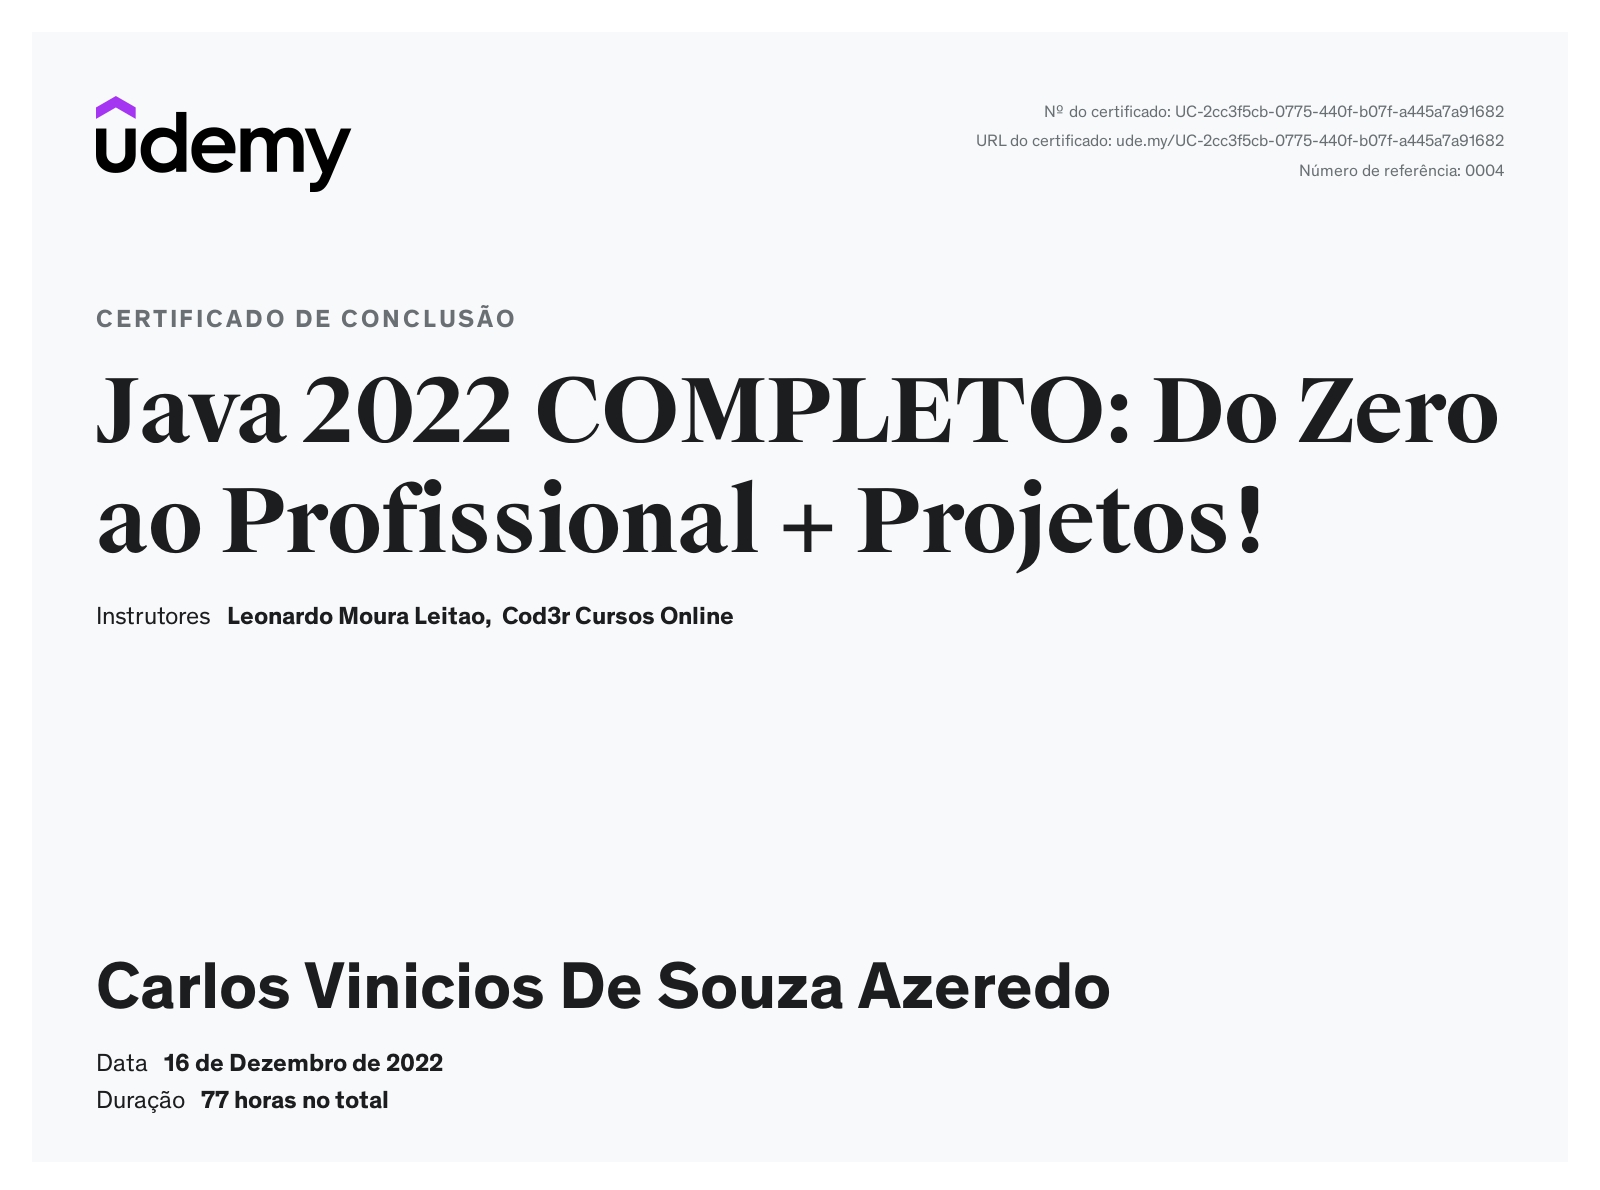 udemy
Nº do certificado: UC-2cc3f5cb-0775-440f-b07f-a445a7a91682
URL do certificado: ude.my/UC-2cc3f5cb-0775-440f-b07f-a445a7a91682
Número de referência: 0004
CERTIFICADO DE CONCLUSÃO
Java 2022 COMPLETO: Do Zero
ao Profissional + Projetos!
Instrutores Leonardo Moura Leitao, Cod3r Cursos Online
Carlos Vinicios De Souza Azeredo
Data 16 de Dezembro de 2022
Duração 77 horas no total